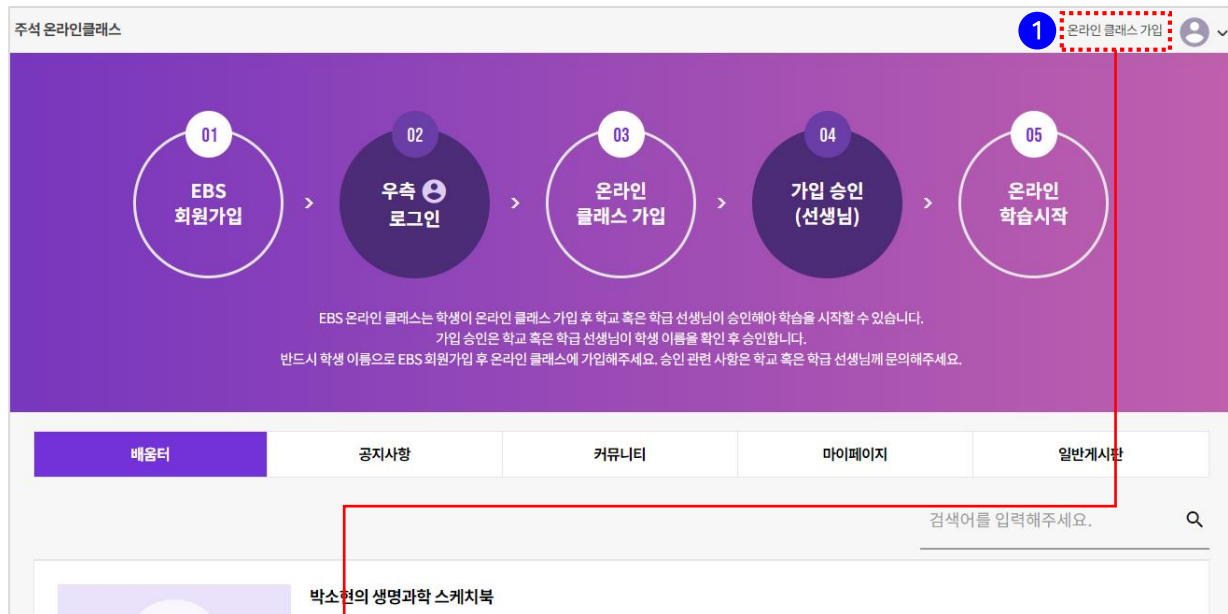 주석 온라인클래스
1 온라인 클래스 가입
01
EBS
회원가입
>
02
우측
로그인
>
03
온라인
클래스 가입
>
04
가입 승인
(선생님)
>
05
온라인
학습시작
EBS 온라인 클래스는 학생이 온라인 클래스 가입 후 학교 혹은 학급 선생님이 승인해야 학습을 시작할 수 있습니다.
가입 승인은 학교 혹은 학급 선생님이 학생 이름을 확인 후 승인합니다.
반드시 학생 이름으로 EBS 회원가입 후 온라인 클래스에 가입해주세요. 승인 관련 사항은 학교 혹은 학급 선생님께 문의해주세요.
배움터 공지사항 커뮤니티 마이페이지 일반게시판
검색어를 입력해주세요.
박소현의 생명과학 스케치북